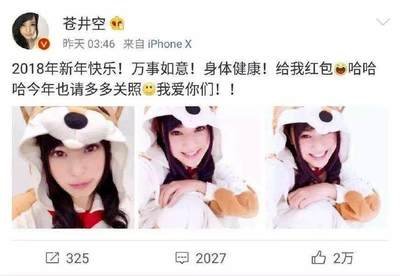 苍井空
昨天 03:46 来自 iPhone X
2018年新年快乐！万事如意！身体健康！给我红包😆哈哈
哈今年也请多多关照🙂我爱你们！！
325
2027
2万